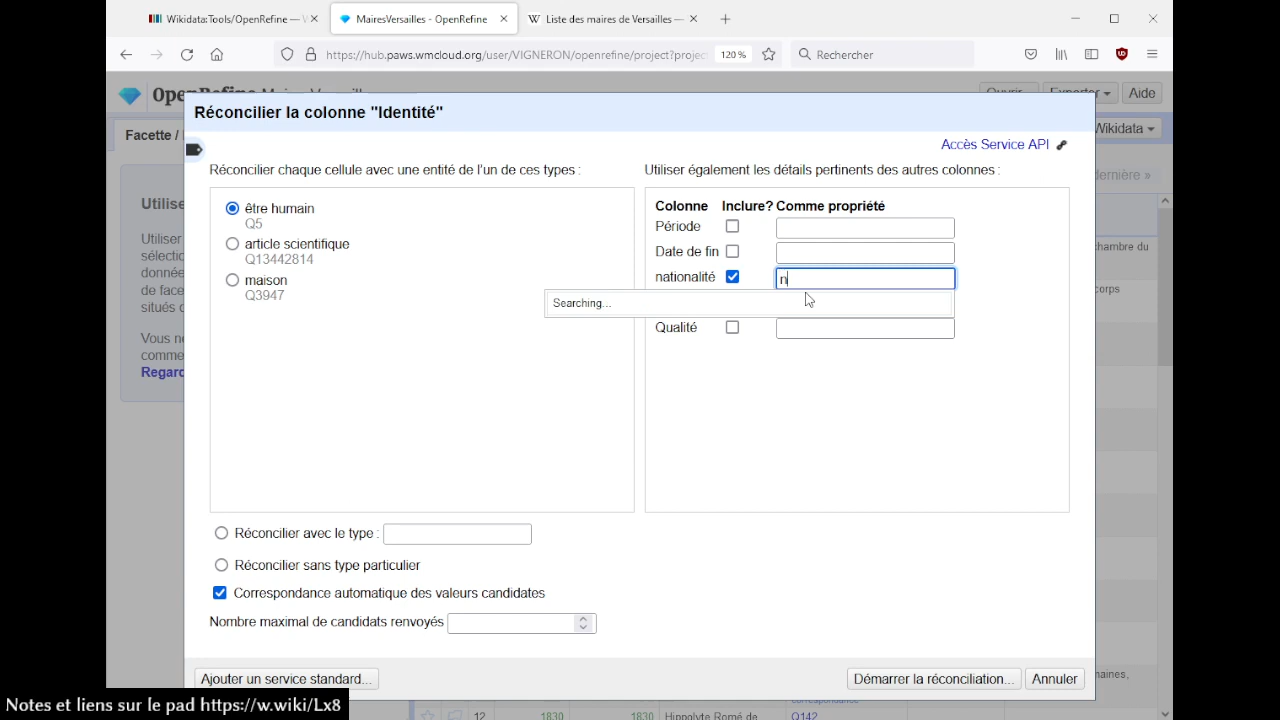 Wikidata:Tools/OpenRefine — V
MairesVersailles - OpenRefine
Liste des maires de Versailles —
https://hub.paws.wmcloud.org/user/VIGNERON/openrefine/project?projec
120 %
Rechercher
Ouvrir...
Exporter
Aide
Réconcilier la colonne "Identité"
Facette /
Wikidata
Accès Service API
Réconcilier chaque cellule avec une entité de l'un de ces types :
Utiliser également les détails pertinents des autres colonnes :
dernière »
Utilise
être humain
Q5
Colonne Inclure? Comme propriété
Période
Utiliser
article scientifique
Date de fin
chambre du
sélectio
Q13442814
donnée
maison
nationalité
n
de face
Q3947
corps
situés d
Searching...
Qualité
Vous ne
comme
Regarc
Réconcilier avec le type :
Réconcilier sans type particulier
Correspondance automatique des valeurs candidates
Nombre maximal de candidats renvoyés
Ajouter un service standard...
Démarrer la réconciliation...
Annuler
naines,
correspondance
Notes et liens sur le pad https://w.wiki/Lx8
12
1830
1830
Hippolyte Romé de
Q142